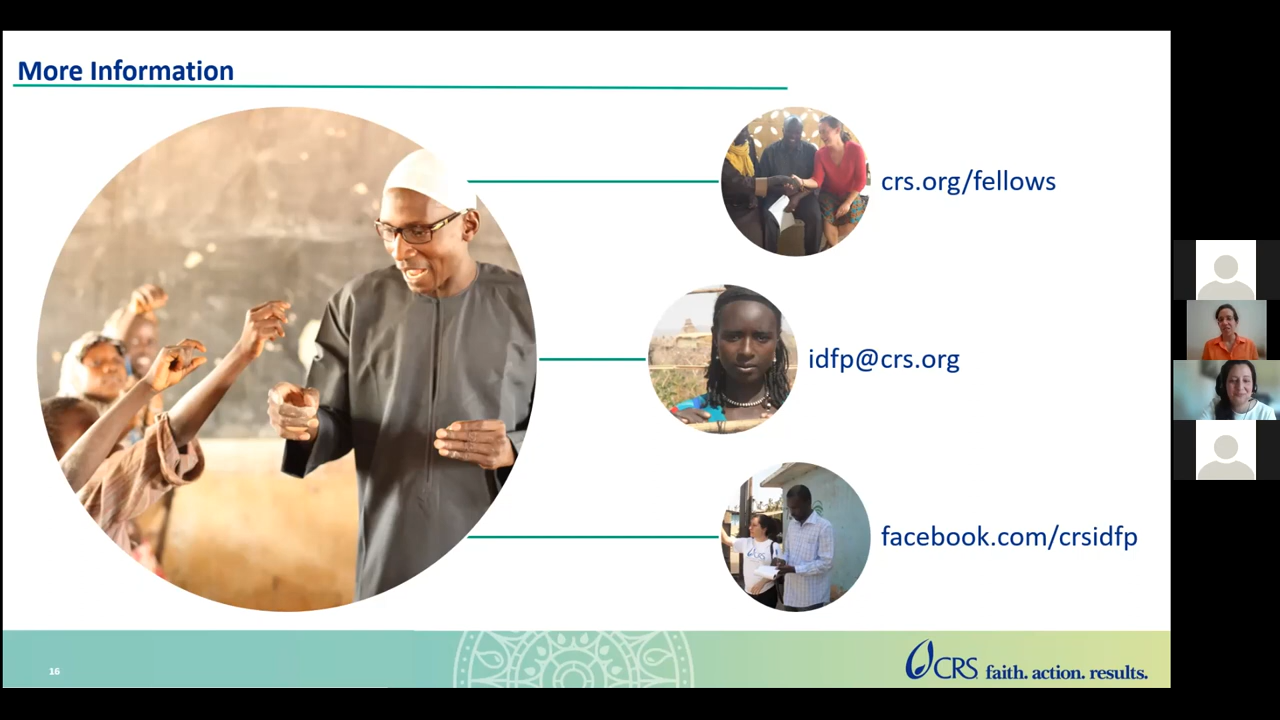 More Information
crs.org/fellows
idfp@crs.org
facebook.com/crsidfp
16
CRS faith. action. results.